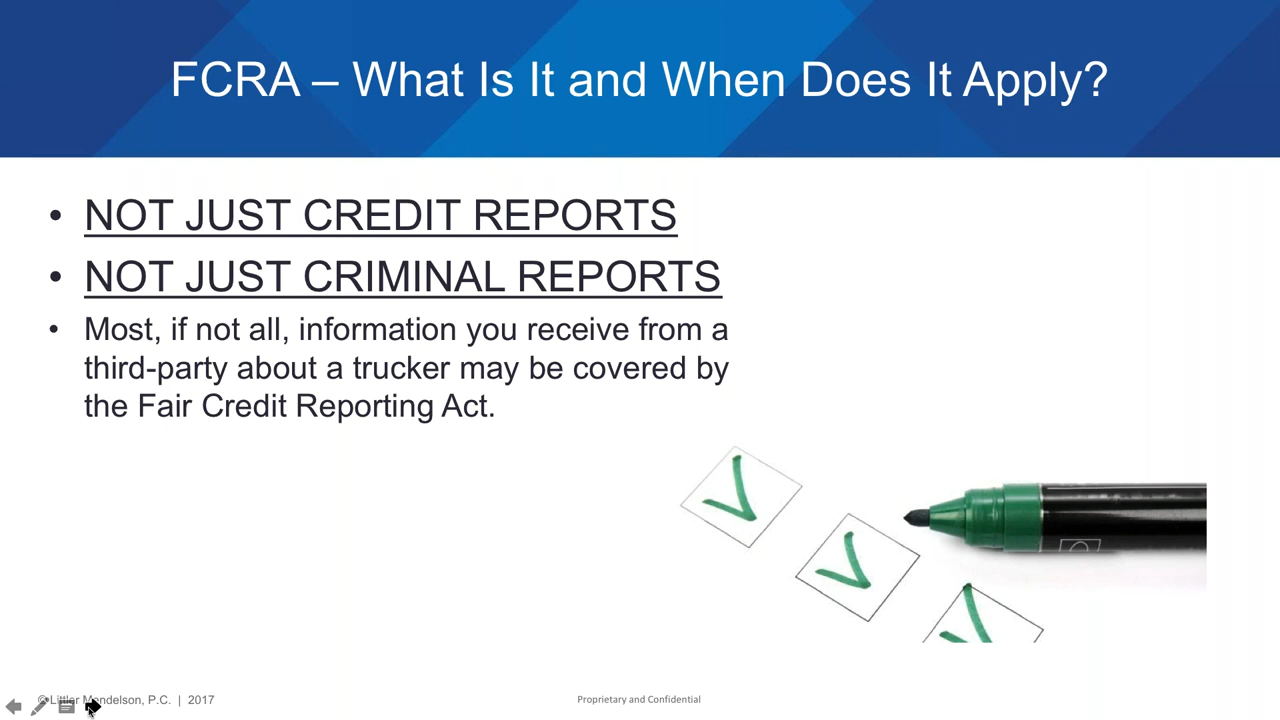 FCRA – What Is It and When Does It Apply?
• NOT JUST CREDIT REPORTS
• NOT JUST CRIMINAL REPORTS
• Most, if not all, information you receive from a
third-party about a trucker may be covered by
the Fair Credit Reporting Act.
© Littler Mendelson, P.C. | 2017
Proprietary and Confidential